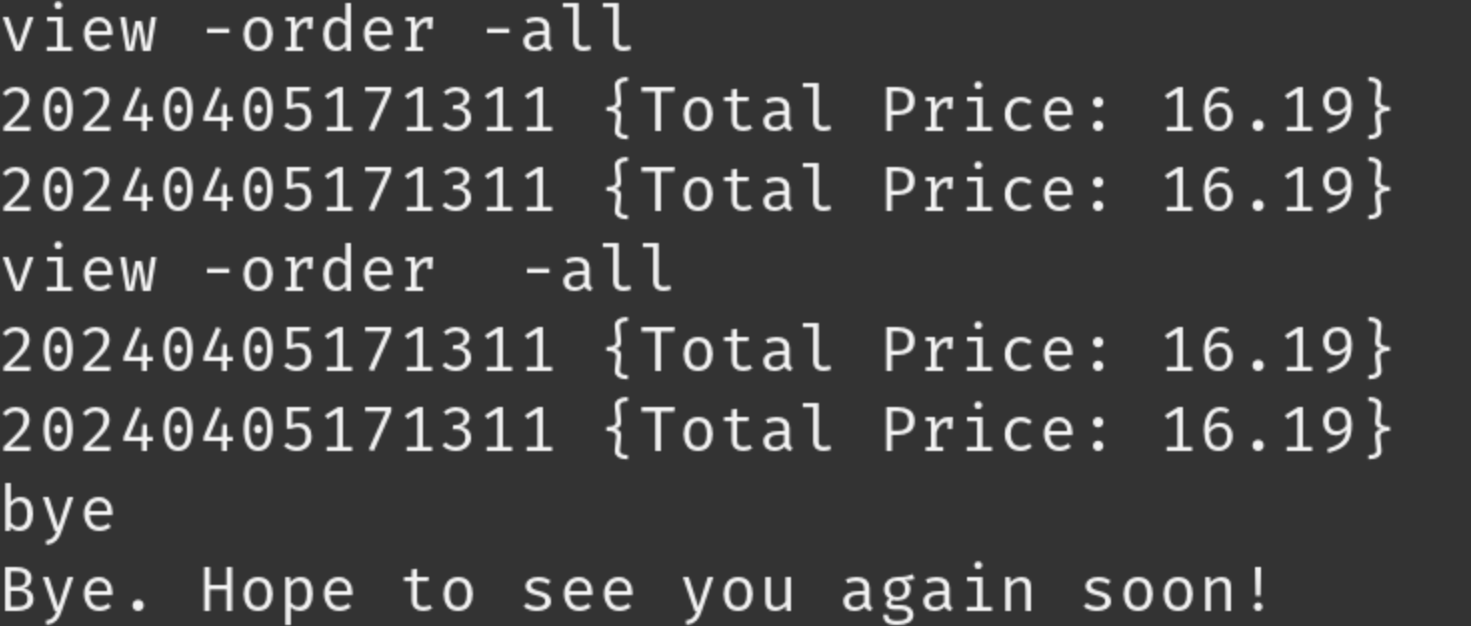 view -order -all
20240405171311 {Total Price: 16.19}
20240405171311 {Total Price: 16.19}
view -order  -all
20240405171311 {Total Price: 16.19}
20240405171311 {Total Price: 16.19}
bye
Bye. Hope to see you again soon!